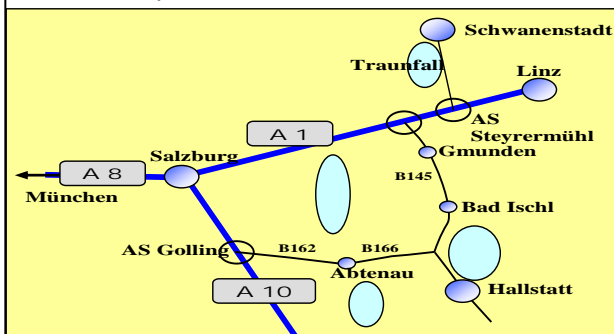 Schwanenstadt
Traunfall
Linz
AS
Steyrermühl
A 1
Gmunden
Salzburg
A 8
B145
München
Bad Ischl
AS Golling
B162
B166
Abtenau
Hallstatt
A 10